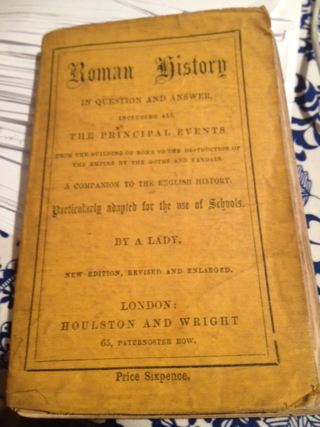 Roman History
IN QUESTION AND ANSWER,
INCLUDING ALL
THE PRINCIPAL EVENTS
FROM THE BUILDING OF ROME TO THE DESTRUCTION OF
THE EMPIRE BY THE GOTHS AND VANDALS.
A COMPANION TO THE ENGLISH HISTORY.
Particularly adapted for the use of Schools.
BY A LADY.
NEW EDITION, REVISED AND ENLARGED.
LONDON:
HOULSTON AND WRIGHT
65, PATERNOSTER ROW.
Price Sixpence.